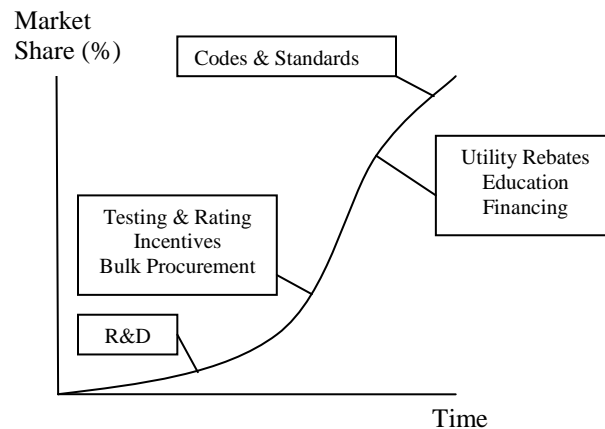 Market
Share (%)
Codes & Standards
Utility Rebates
Education
Financing
Testing & Rating
Incentives
Bulk Procurement
R&D
Time